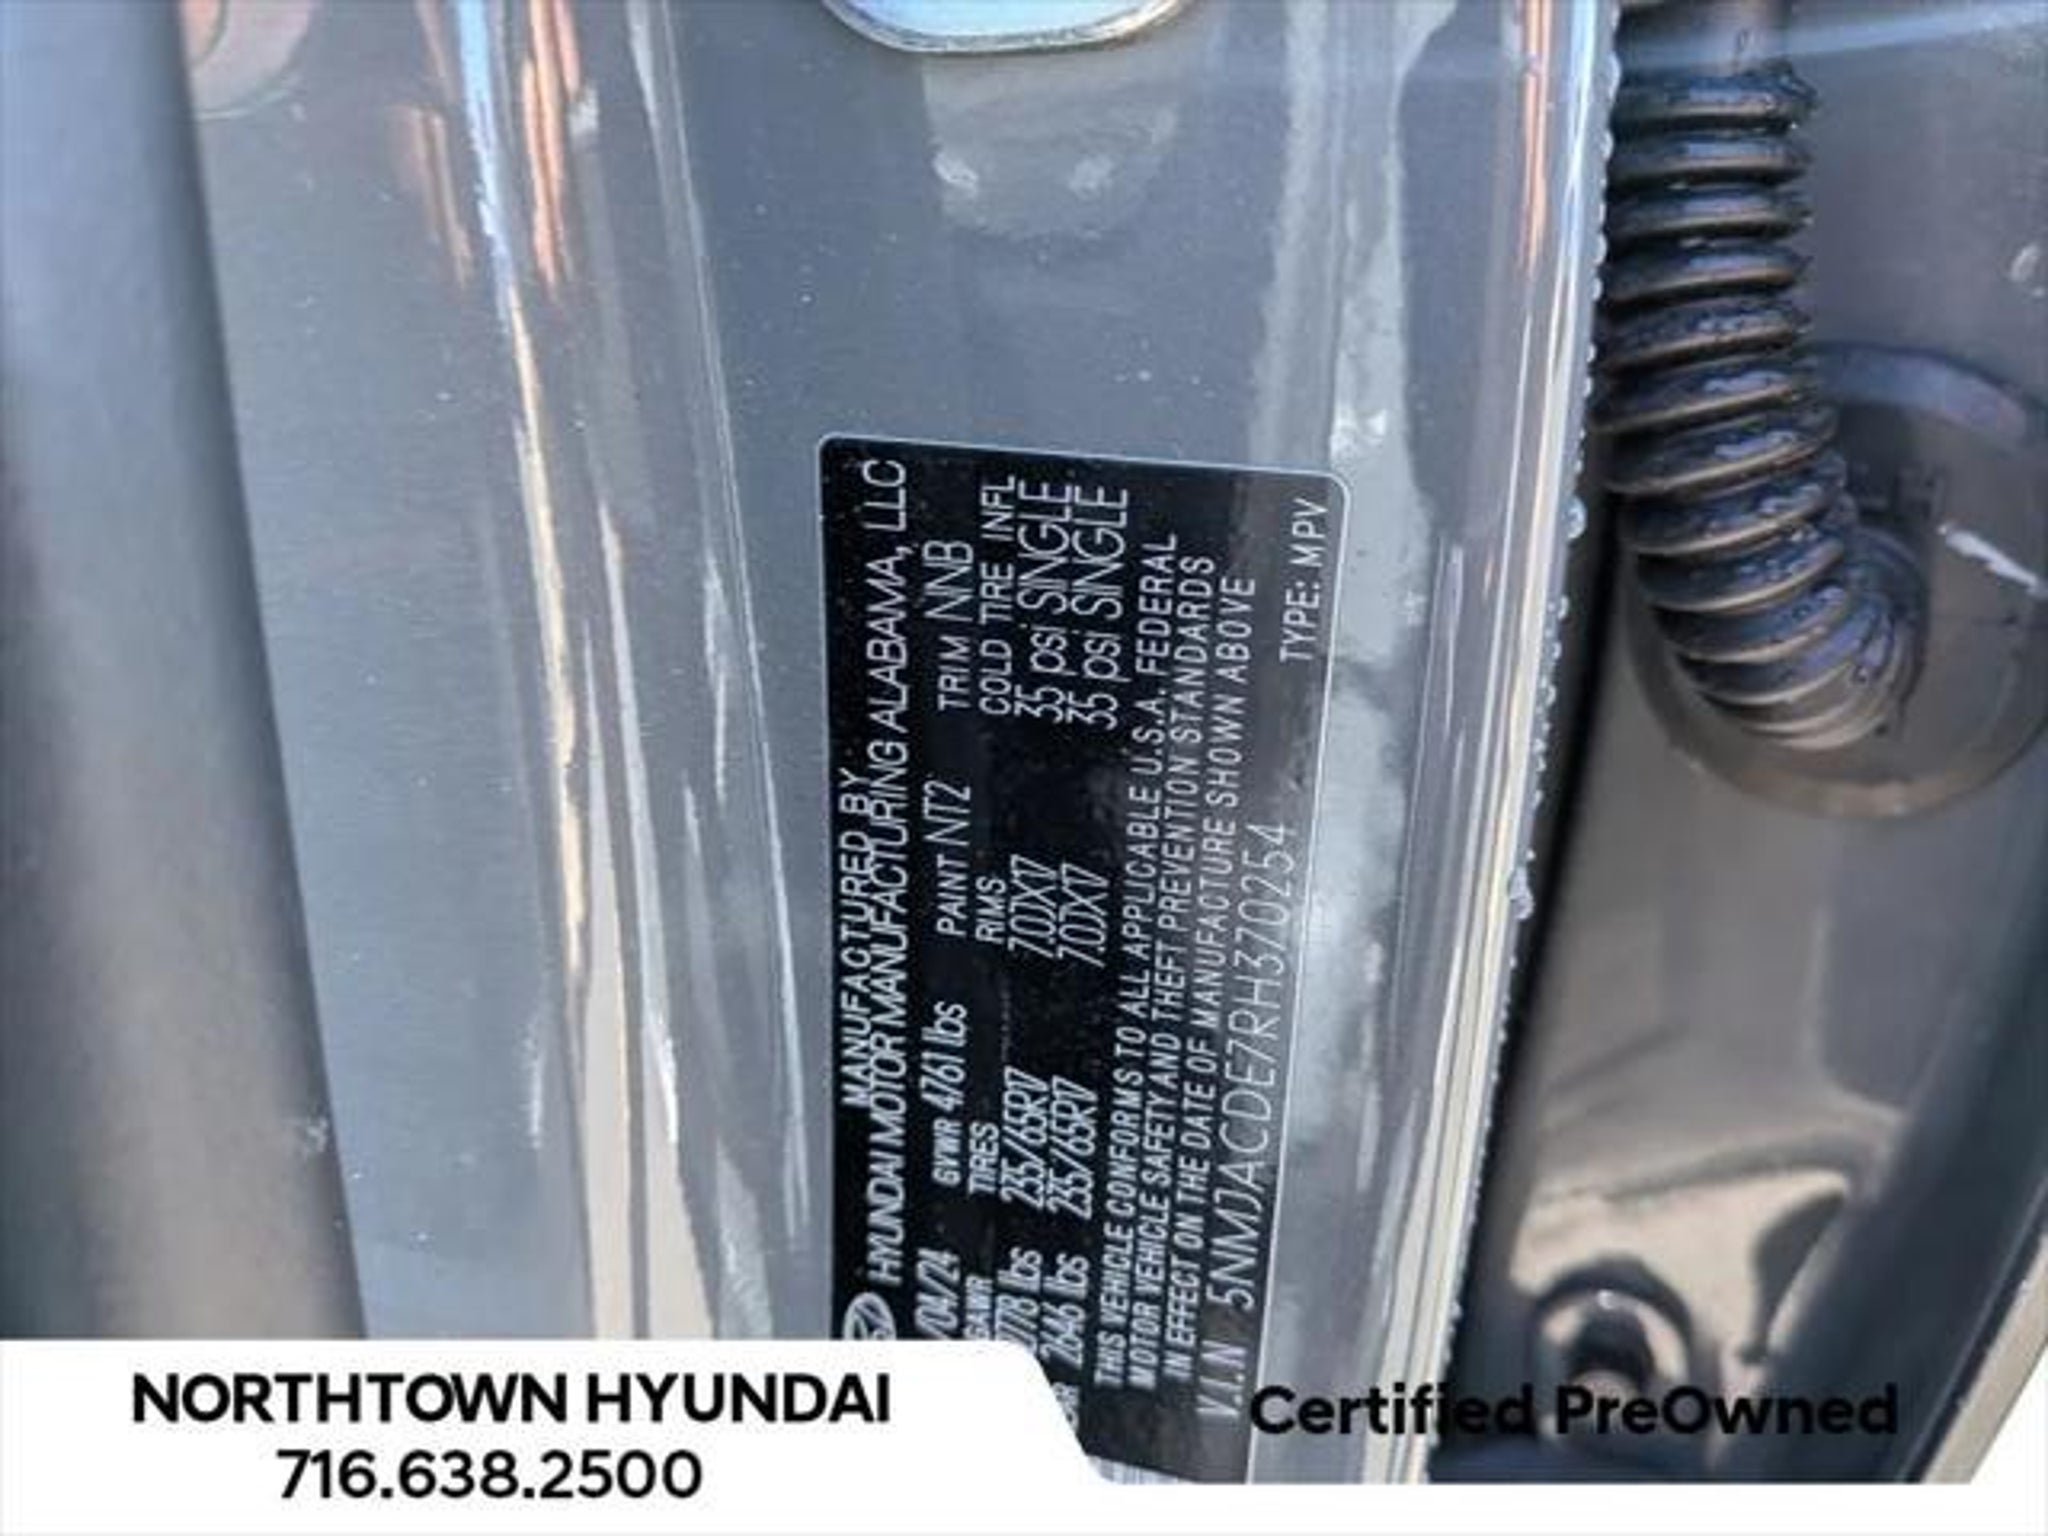 MANUFACTURED BY
HYUNDAI MOTOR MANUFACTURING ALABAMA, LLC
/04/24 GVWR 4761 lbs PAINT NT2 TRIM NNB
GAWR TIRES RIMS COLD TIRE INFL
778 lbs 235/65R17 7.0JX17 35 psi SINGLE
2646 lbs 235/65R17 7.0JX17 35 psi SINGLE
THIS VEHICLE CONFORMS TO ALL APPLICABLE U.S.A. FEDERAL
MOTOR VEHICLE SAFETY AND THEFT PREVENTION STANDARDS
IN EFFECT ON THE DATE OF MANUFACTURE SHOWN ABOVE
V.I.N 5NMJACDE7RH370254 TYPE: MPV
NORTHTOWN HYUNDAI
716.638.2500
Certified PreOwned